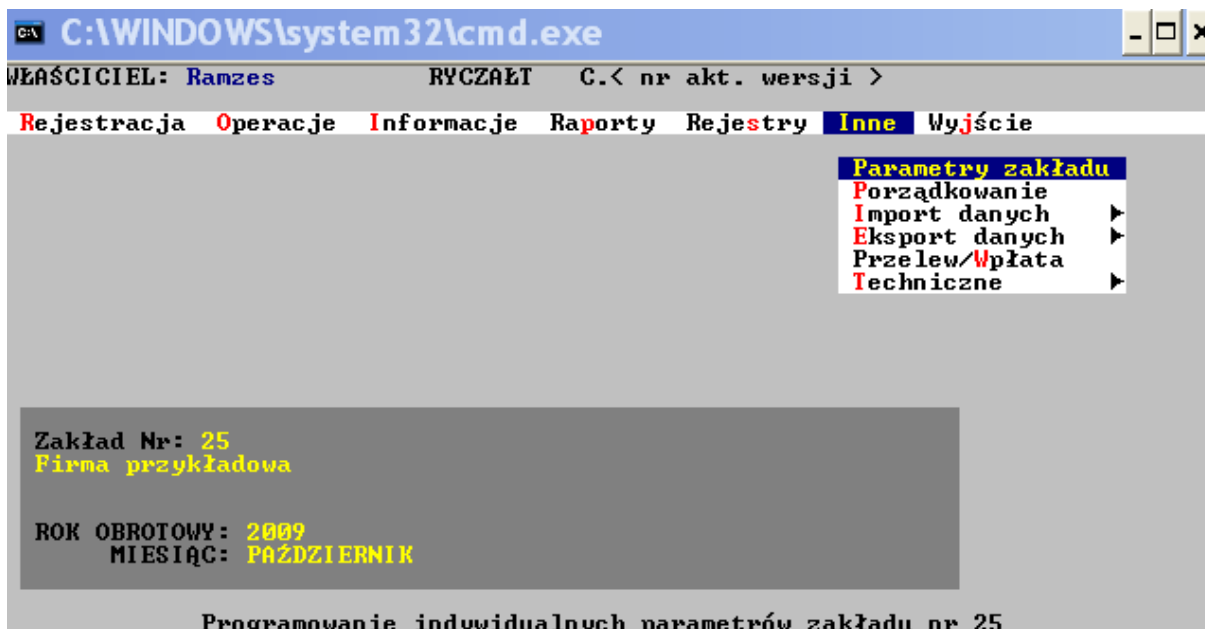 C:\WINDOWS\system32\cmd.exe
WŁAŚCICIEL: Ramzes RYCZAŁT C.< nr akt. wersji >
Rejestracja Operacje Informacje Raporty Rejestry Inne Wyjście
Parametry zakładu
Porządkowanie
Import danych
Eksport danych
Przelew/Wpłata
Techniczne
Zakład Nr: 25
Firma przykładowa
ROK OBROTOWY: 2009
MIESIĄC: PAŹDZIERNIK
Programowanie indywidualnych parametrów zakładu nr 25